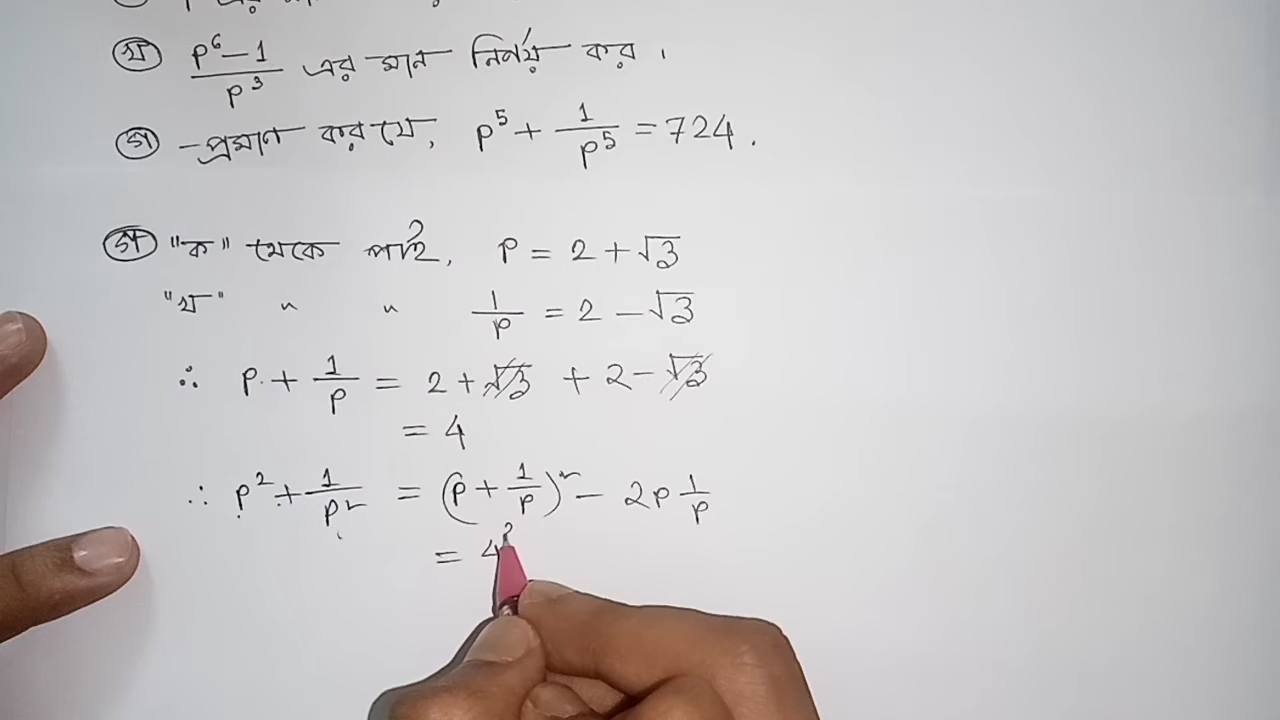 (খ) (p⁶ - 1)/p³ এর মান নির্ণয় কর।
(গ) প্রমাণ কর যে, p⁵ + 1/p⁵ = 724.
(গ) "ক" থেকে পাই, p = 2 + √3
"খ" " " 1/p = 2 - √3
∴ p + 1/p = 2 + √3 + 2 - √3
= 4
∴ p² + 1/p² = (p + 1/p)² - 2p 1/p
= 4²